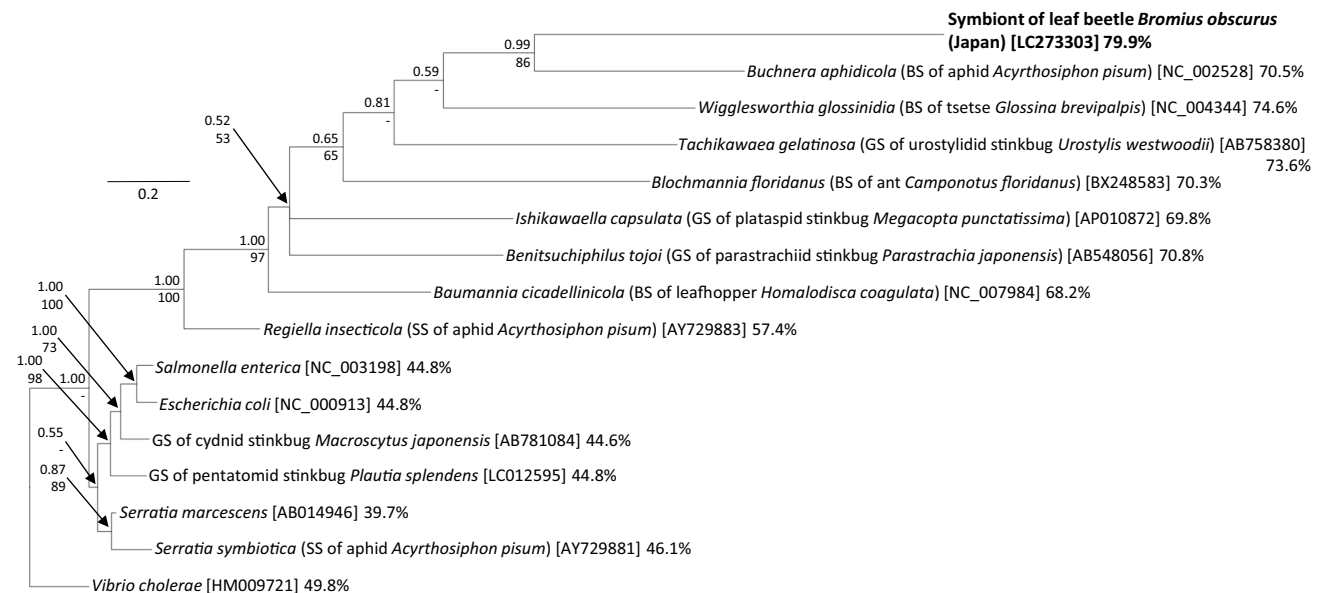 Symbiont of leaf beetle Bromius obscurus
(Japan) [LC273303] 79.9%
0.99
86
Buchnera aphidicola (BS of aphid Acyrthosiphon pisum) [NC_002528] 70.5%
0.59
-
Wigglesworthia glossinidia (BS of tsetse Glossina brevipalpis) [NC_004344] 74.6%
0.81
-
0.52
53
Tachikawaea gelatinosa (GS of urostylidid stinkbug Urostylis westwoodii) [AB758380]
73.6%
0.65
65
Blochmannia floridanus (BS of ant Camponotus floridanus) [BX248583] 70.3%
0.2
Ishikawaella capsulata (GS of plataspid stinkbug Megacopta punctatissima) [AP010872] 69.8%
1.00
97
Benitsuchiphilus tojoi (GS of parastrachiid stinkbug Parastrachia japonensis) [AB548056] 70.8%
1.00
100
Baumannia cicadellinicola (BS of leafhopper Homalodisca coagulata) [NC_007984] 68.2%
1.00
100
Regiella insecticola (SS of aphid Acyrthosiphon pisum) [AY729883] 57.4%
1.00
73
1.00
98
Salmonella enterica [NC_003198] 44.8%
1.00
-
Escherichia coli [NC_000913] 44.8%
0.55
-
GS of cydnid stinkbug Macroscytus japonensis [AB781084] 44.6%
0.87
89
GS of pentatomid stinkbug Plautia splendens [LC012595] 44.8%
Serratia marcescens [AB014946] 39.7%
Serratia symbiotica (SS of aphid Acyrthosiphon pisum) [AY729881] 46.1%
Vibrio cholerae [HM009721] 49.8%